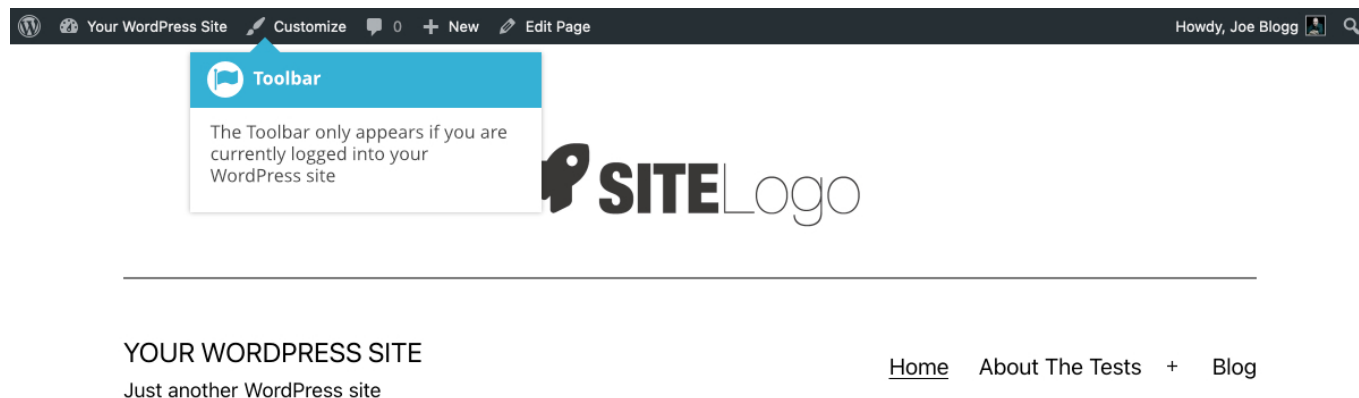 Your WordPress Site Customize 0 New Edit Page Howdy, Joe Blogg
Toolbar
The Toolbar only appears if you are
currently logged into your
WordPress site
SITELogo
YOUR WORDPRESS SITE
Just another WordPress site
Home About The Tests + Blog